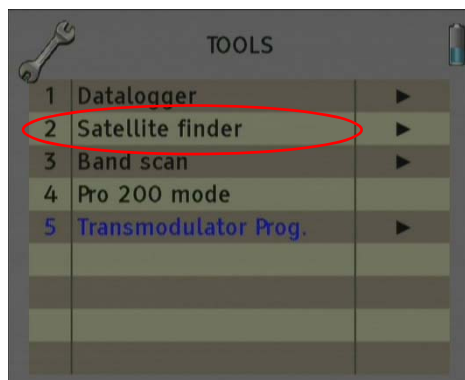 TOOLS
1 Datalogger ►
2 Satellite finder ►
3 Band scan ►
4 Pro 200 mode
5 Transmodulator Prog. ►